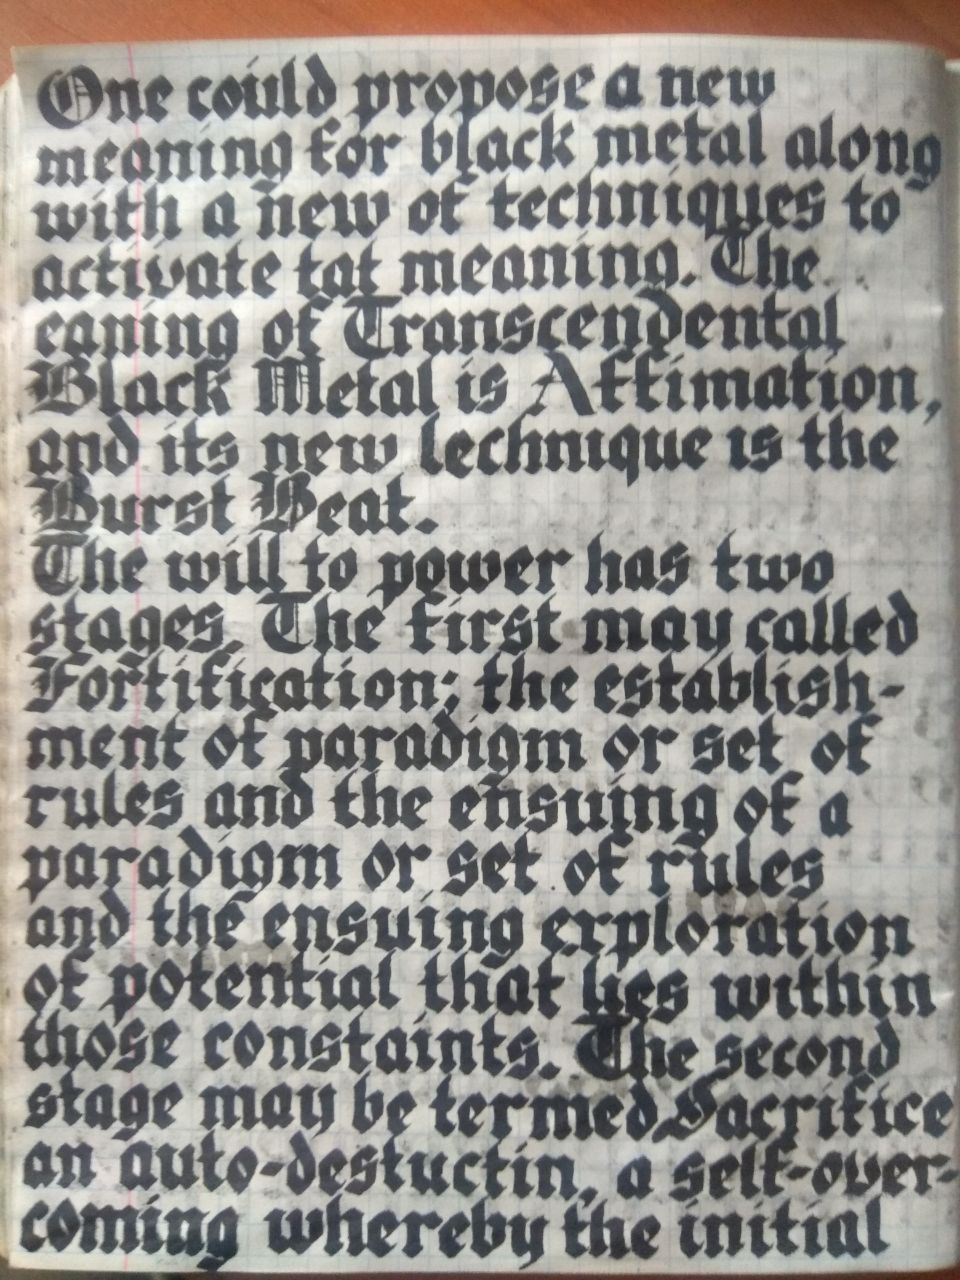 One could propose a new
meaning for black metal along
with a new of techniques to
activate tat meaning. The
eaning of Transcendental
Black Metal is Affimation,
and its new technique is the
Burst Beat.
The will to power has two
stages. The first may called
Fortification; the establish-
ment of paradigm or set of
rules and the ensuing of a
paradigm or set of rules
and the ensuing exploration
of potential that lies within
those constaints. The second
stage may be termed Sacrifice
an auto-destuctin, a self-over-
coming whereby the initial